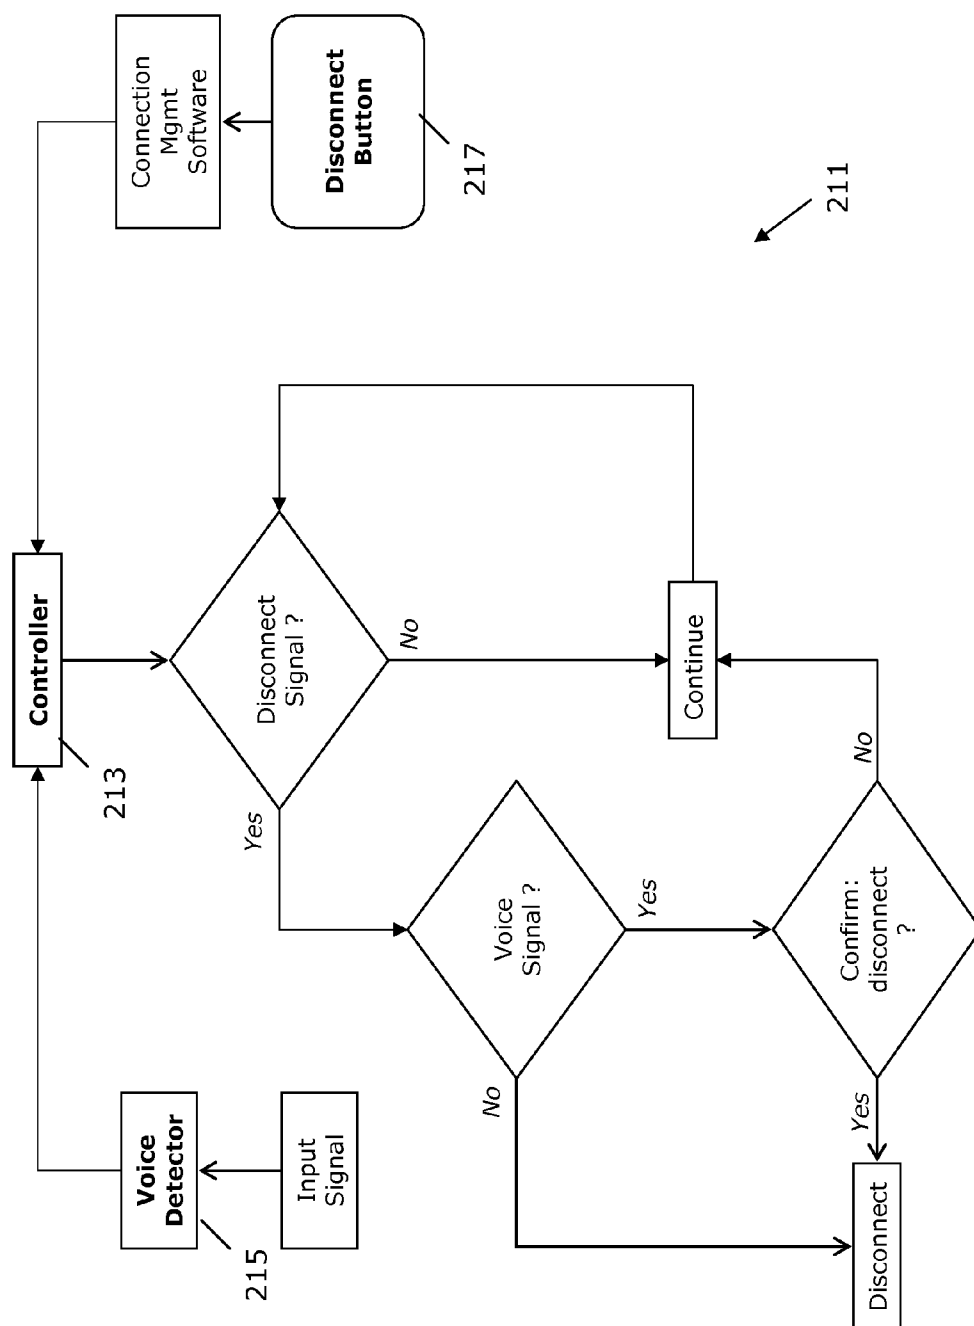 Controller
213
Voice
Detector
215
Input
Signal
Connection
Mgmt
Software
Disconnect
Button
217
Disconnect
Signal ?
Yes
No
Voice
Signal ?
No
Yes
Continue
Confirm:
disconnect
?
Yes
No
Disconnect
211